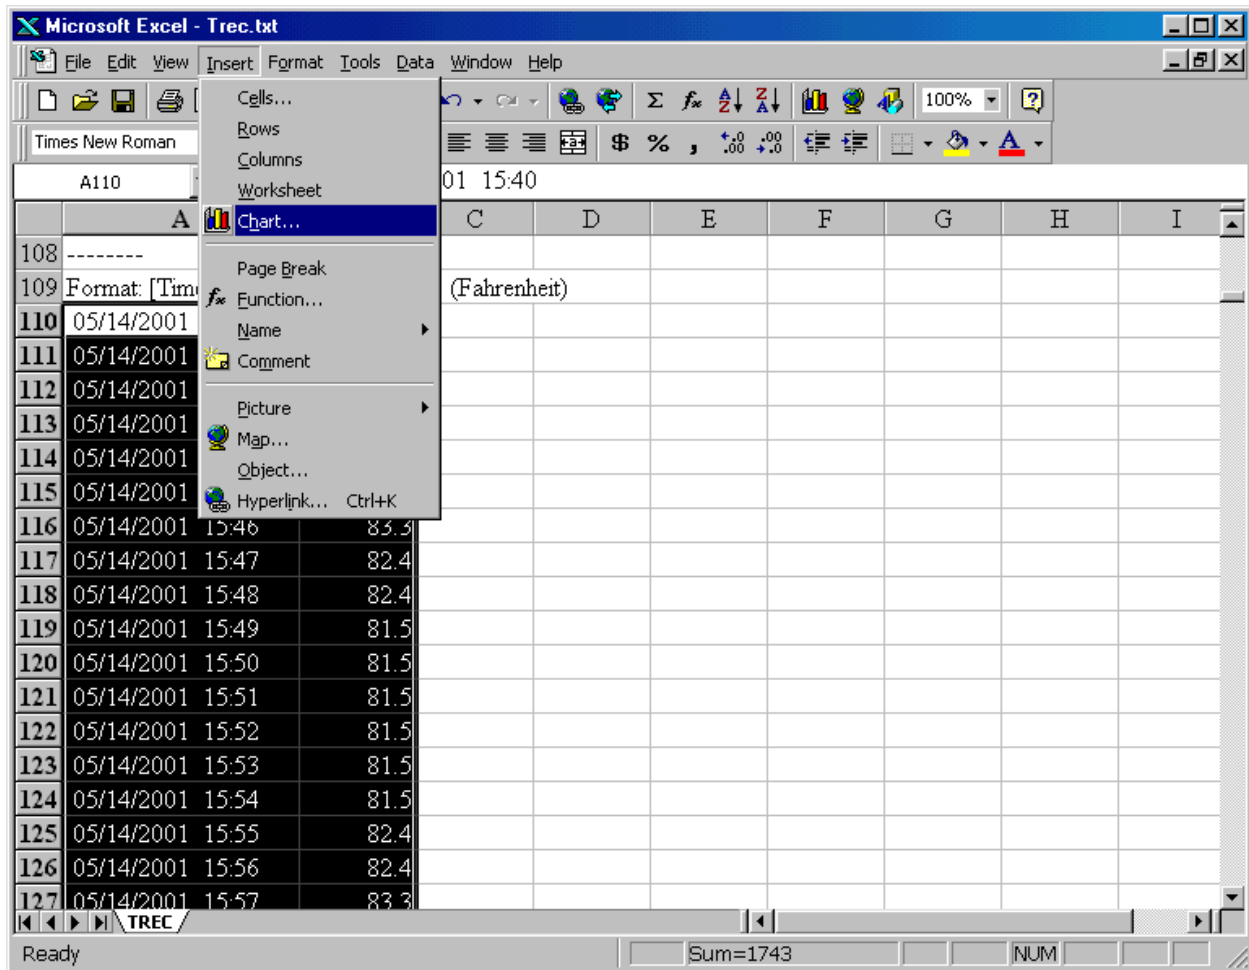 Microsoft Excel - Trec.txt
File Edit View Insert Format Tools Data Window Help
100%
Times New Roman $ % ,
A110 01 15:40
Cells...
Rows
Columns
Worksheet
Chart...
Page Break
Function...
Name
Comment
Picture
Map...
Object...
Hyperlink... Ctrl+K
A C D E F G H I
108 --------
109 Format: [Tim (Fahrenheit)
110 05/14/2001
111 05/14/2001
112 05/14/2001
113 05/14/2001
114 05/14/2001
115 05/14/2001
116 05/14/2001 15:46 83.3
117 05/14/2001 15:47 82.4
118 05/14/2001 15:48 82.4
119 05/14/2001 15:49 81.5
120 05/14/2001 15:50 81.5
121 05/14/2001 15:51 81.5
122 05/14/2001 15:52 81.5
123 05/14/2001 15:53 81.5
124 05/14/2001 15:54 81.5
125 05/14/2001 15:55 82.4
126 05/14/2001 15:56 82.4
127 05/14/2001 15:57 83.3
TREC
Ready Sum=1743 NUM